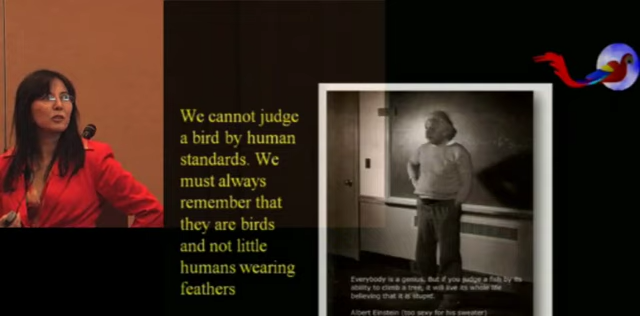 We cannot judge
a bird by human
standards. We
must always
remember that
they are birds
and not little
humans wearing
feathers
Everybody is a genius. But if you judge a fish by its
ability to climb a tree, it will live its whole life
believing that it is stupid.
Albert Einstein (too sexy for his sweater)